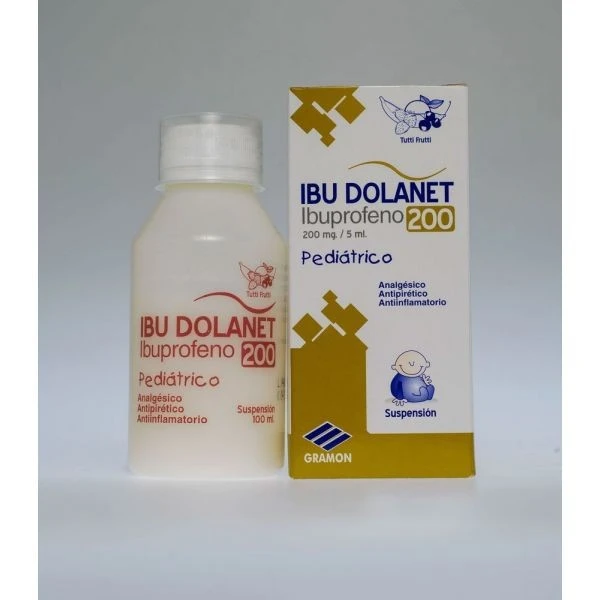 Tutti Frutti
IBU DOLANET
Ibuprofeno 200
Pediátrico
Analgésico
Antipirético
Antiinflamatorio
Suspensión
100 ml.
Tutti Frutti
IBU DOLANET
Ibuprofeno 200
200 mg. / 5 ml.
Pediátrico
Analgésico
Antipirético
Antiinflamatorio
Suspensión
GRAMON